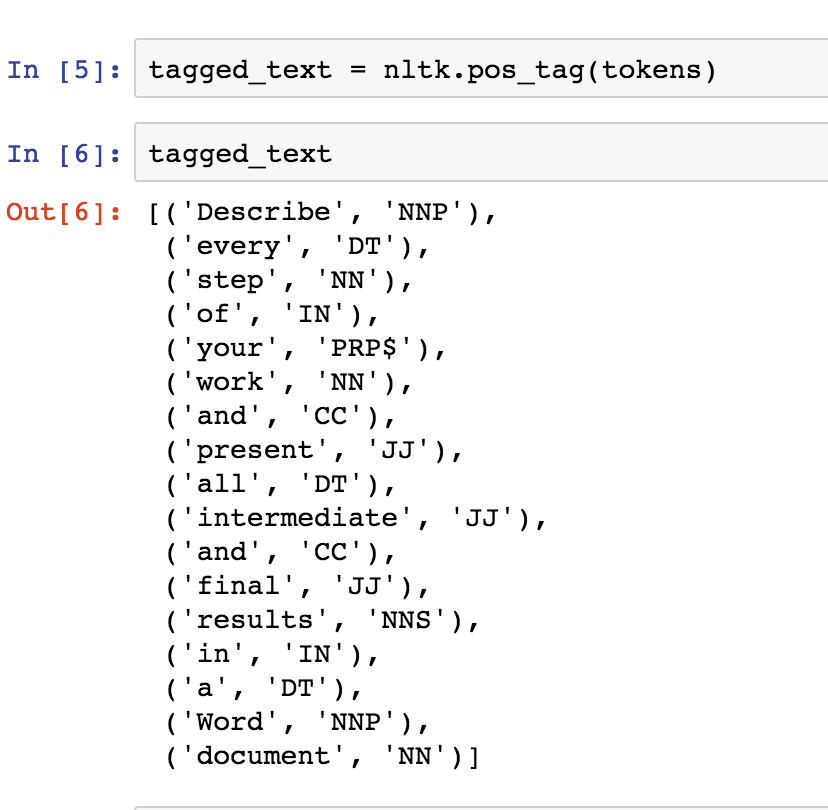 In [5]: tagged_text = nltk.pos_tag(tokens)
In [6]: tagged_text
Out[6]: [('Describe', 'NNP'),
('every', 'DT'),
('step', 'NN'),
('of', 'IN'),
('your', 'PRP$'),
('work', 'NN'),
('and', 'CC'),
('present', 'JJ'),
('all', 'DT'),
('intermediate', 'JJ'),
('and', 'CC'),
('final', 'JJ'),
('results', 'NNS'),
('in', 'IN'),
('a', 'DT'),
('Word', 'NNP'),
('document', 'NN')]